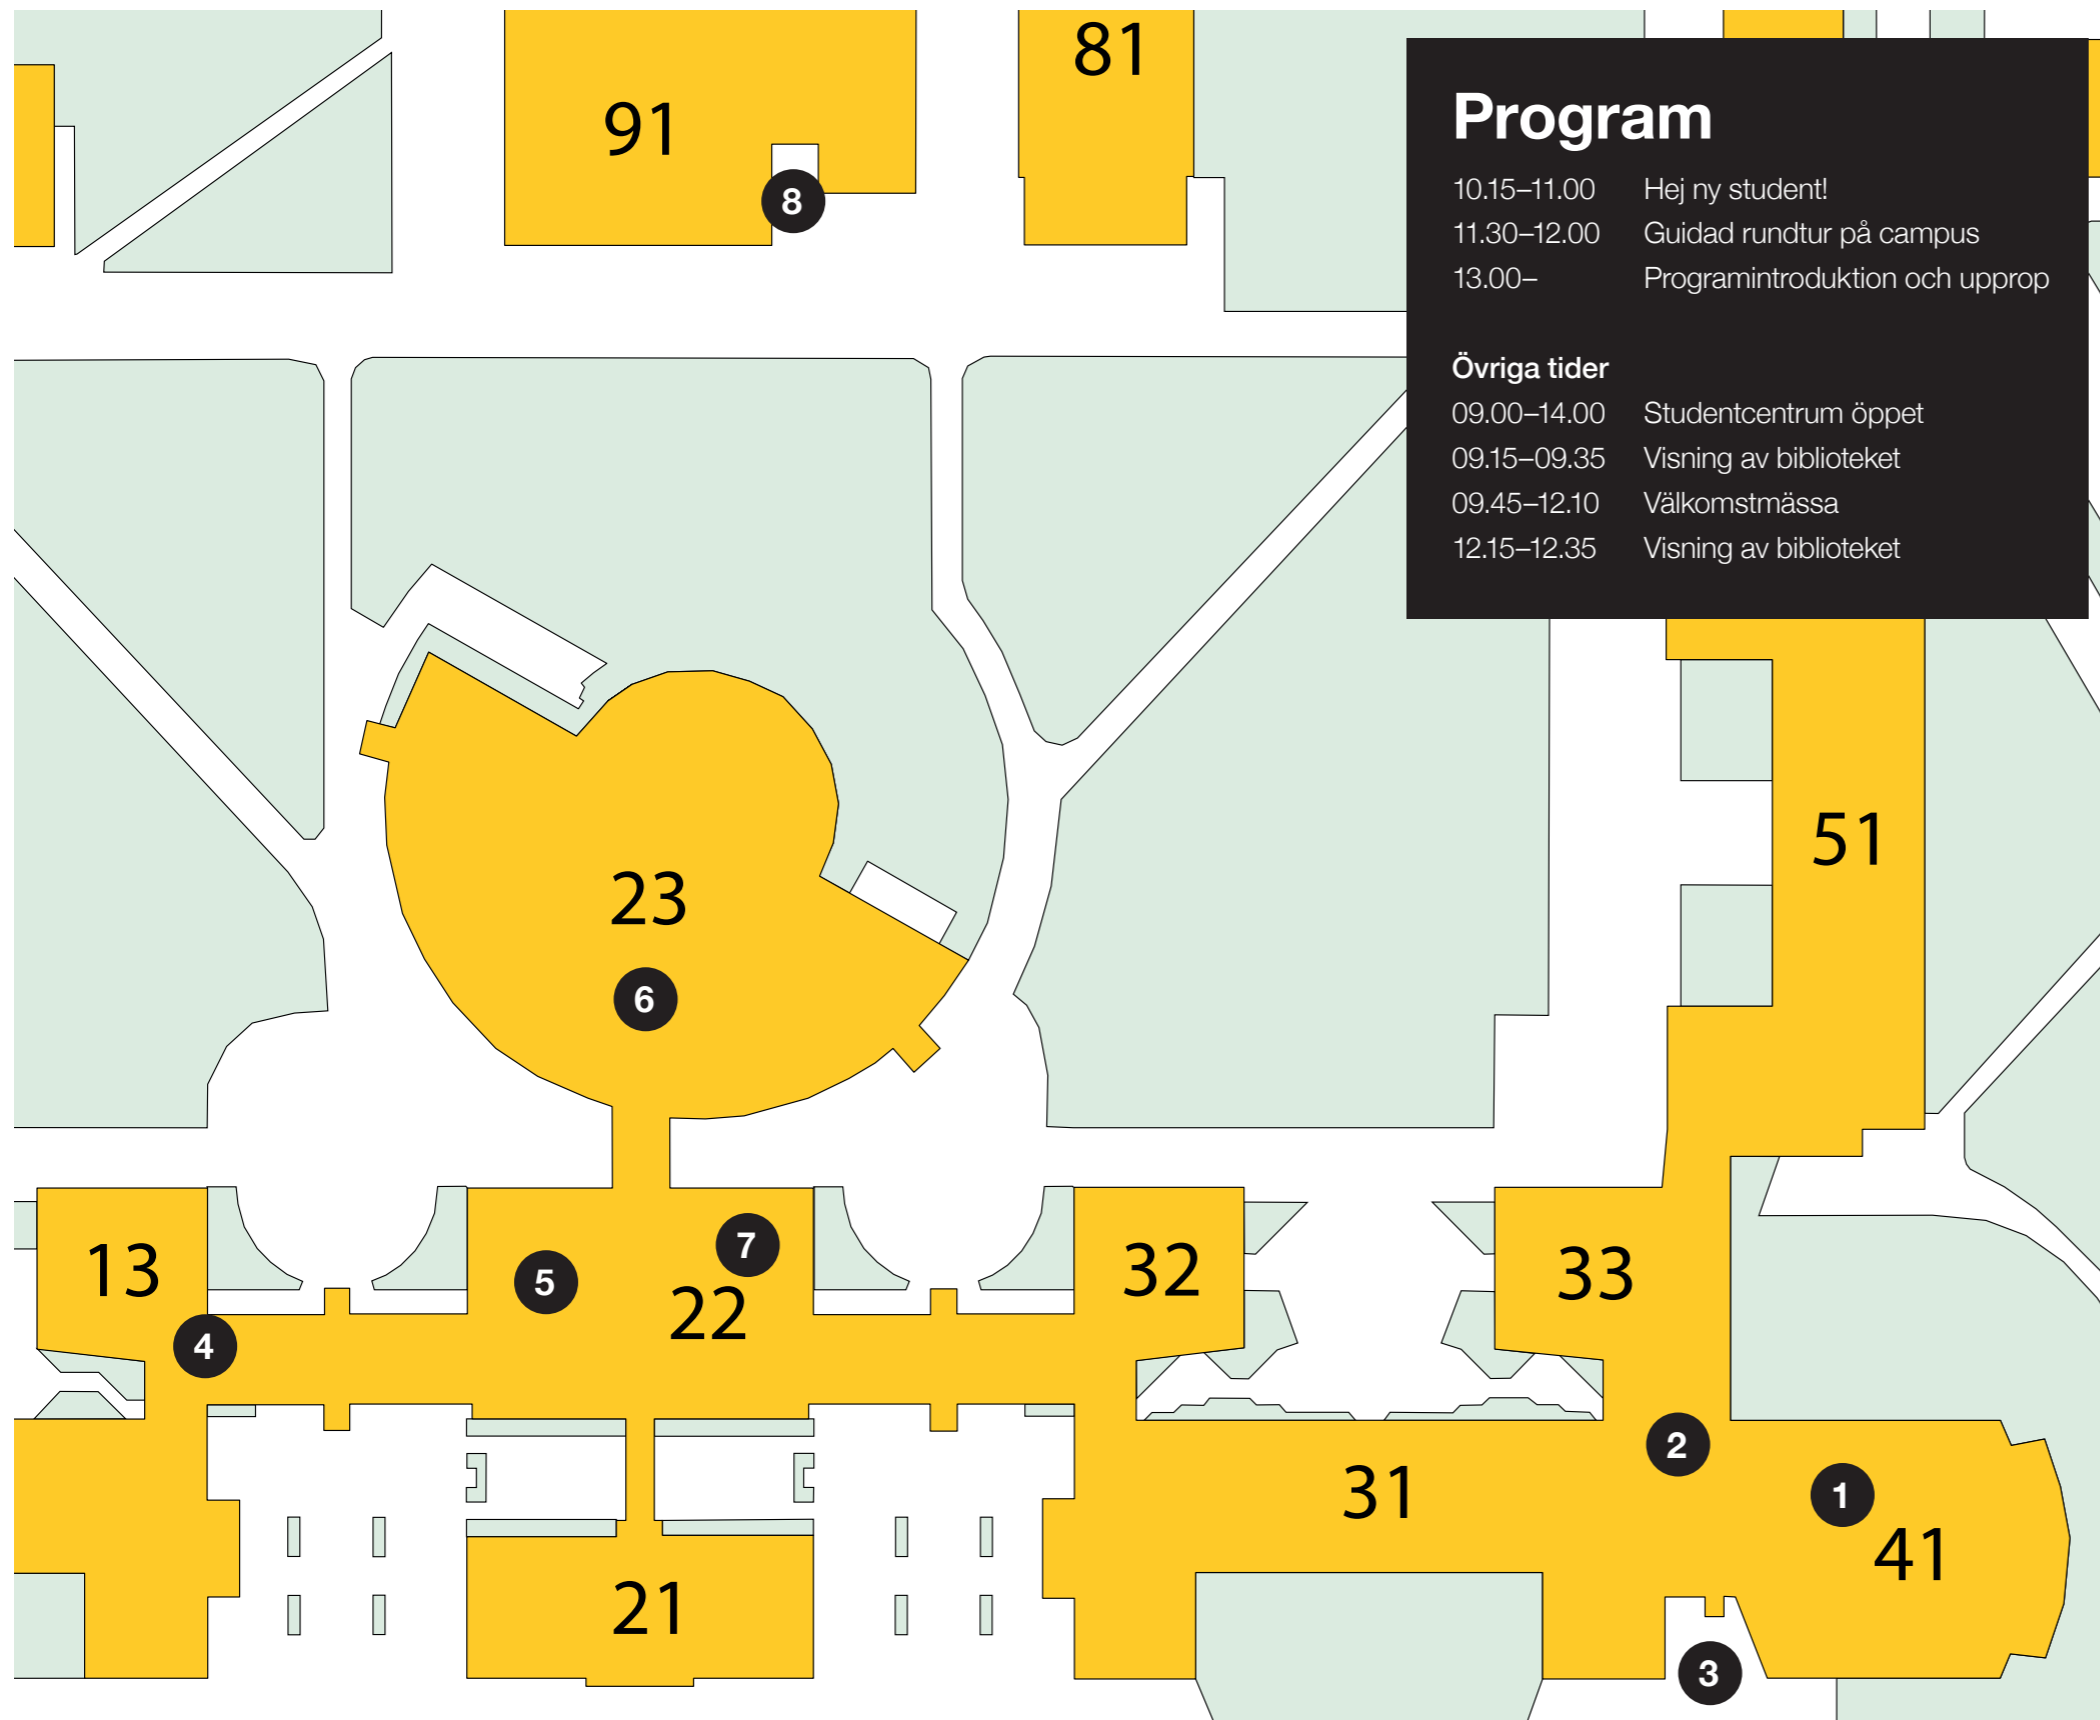 81
91
8
Program
10.15–11.00 Hej ny student!
11.30–12.00 Guidad rundtur på campus
13.00– Programintroduktion och upprop
Övriga tider
09.00–14.00 Studentcentrum öppet
09.15–09.35 Visning av biblioteket
09.45–12.10 Välkomstmässa
12.15–12.35 Visning av biblioteket
51
23
6
13
4
5
7
22
32
33
2
1
31
41
21
3